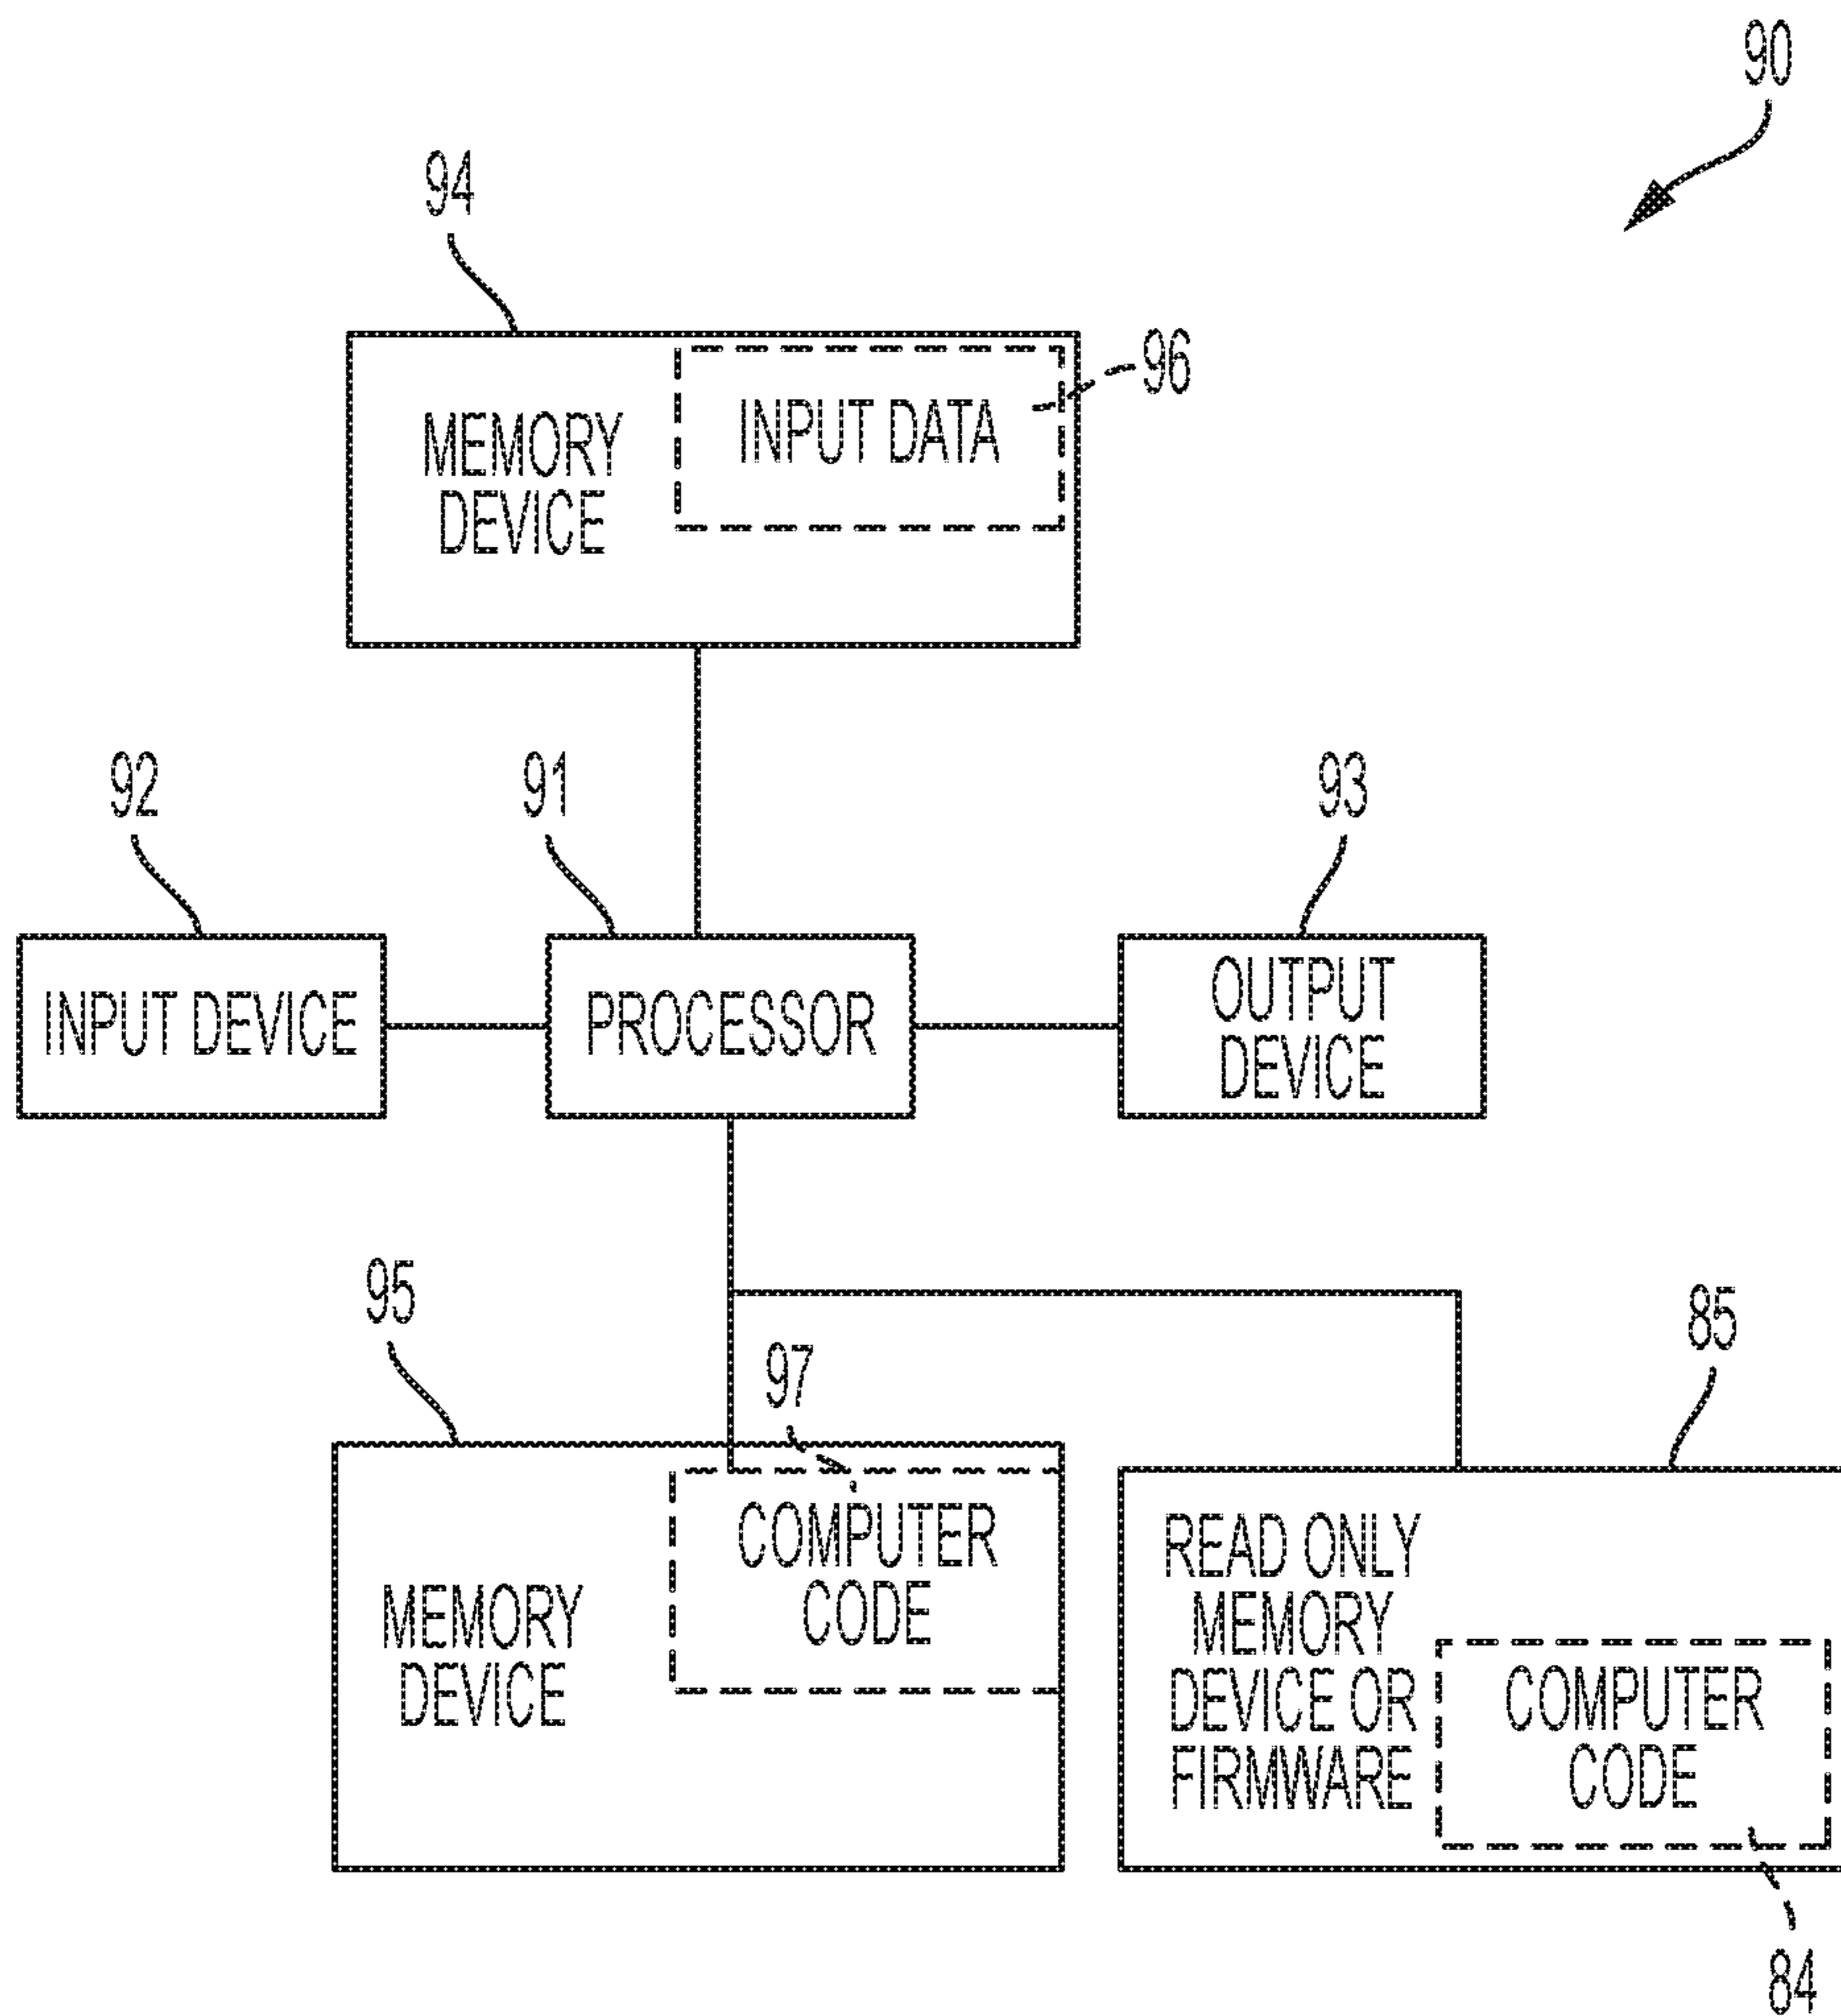 90
94
96
MEMORY
DEVICE
INPUT DATA
92
91
93
INPUT DEVICE
PROCESSOR
OUTPUT
DEVICE
95
97
85
MEMORY
DEVICE
COMPUTER
CODE
READ ONLY
MEMORY
DEVICE OR
FIRMWARE
COMPUTER
CODE
84